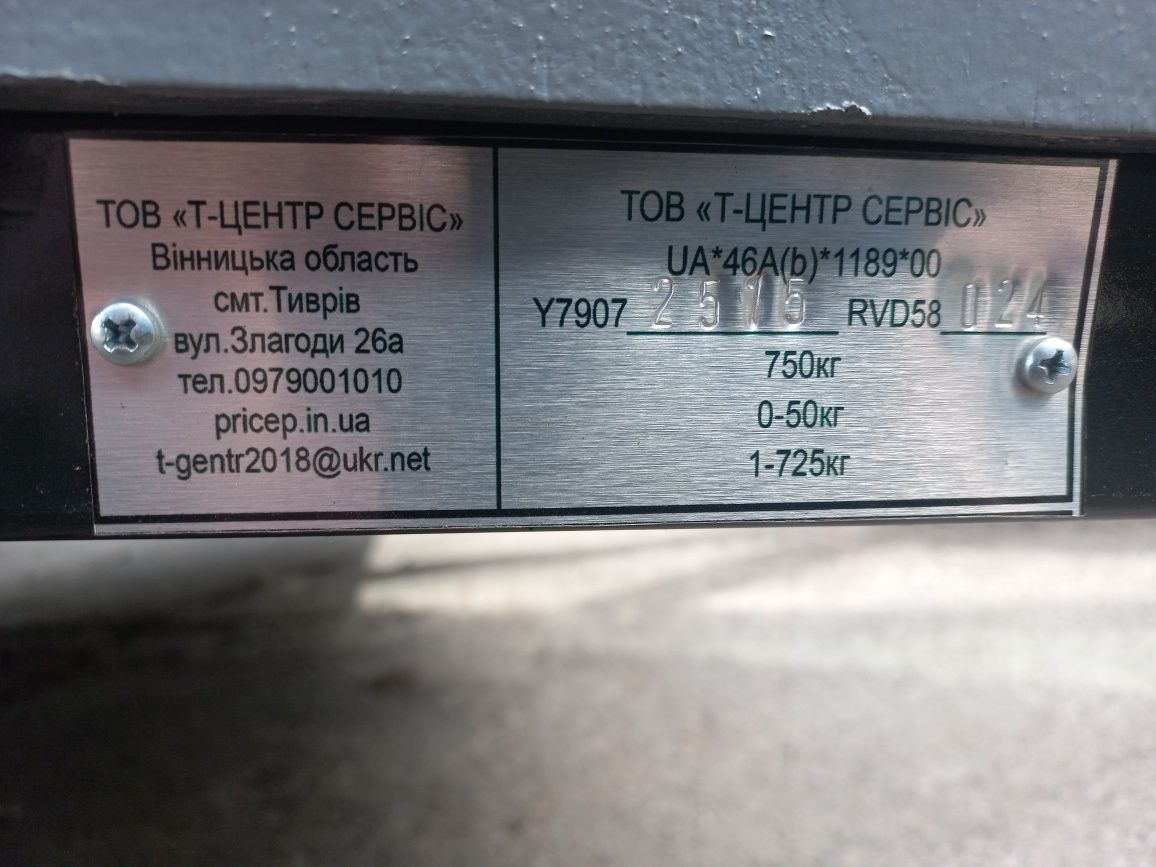 ТОВ «Т-ЦЕНТР СЕРВІС»
Вінницька область
смт.Тиврів
вул.Злагоди 26а
тел.0979001010
pricep.in.ua
t-gentr2018@ukr.net
ТОВ «Т-ЦЕНТР СЕРВІС»
UA*46A(b)*1189*00
Y7907 2515 RVD58 024
750кг
0-50кг
1-725кг